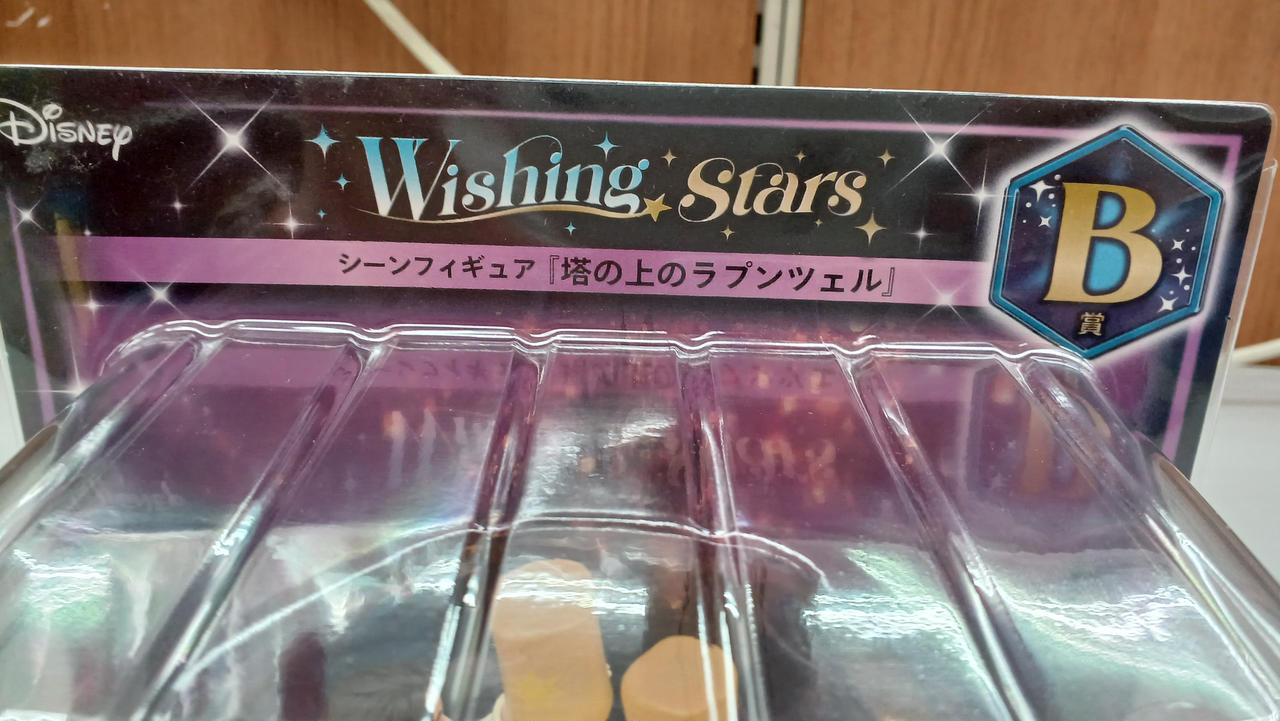 Disney
Wishing Stars
シーンフィギュア『塔の上のラプンツェル』
B
賞